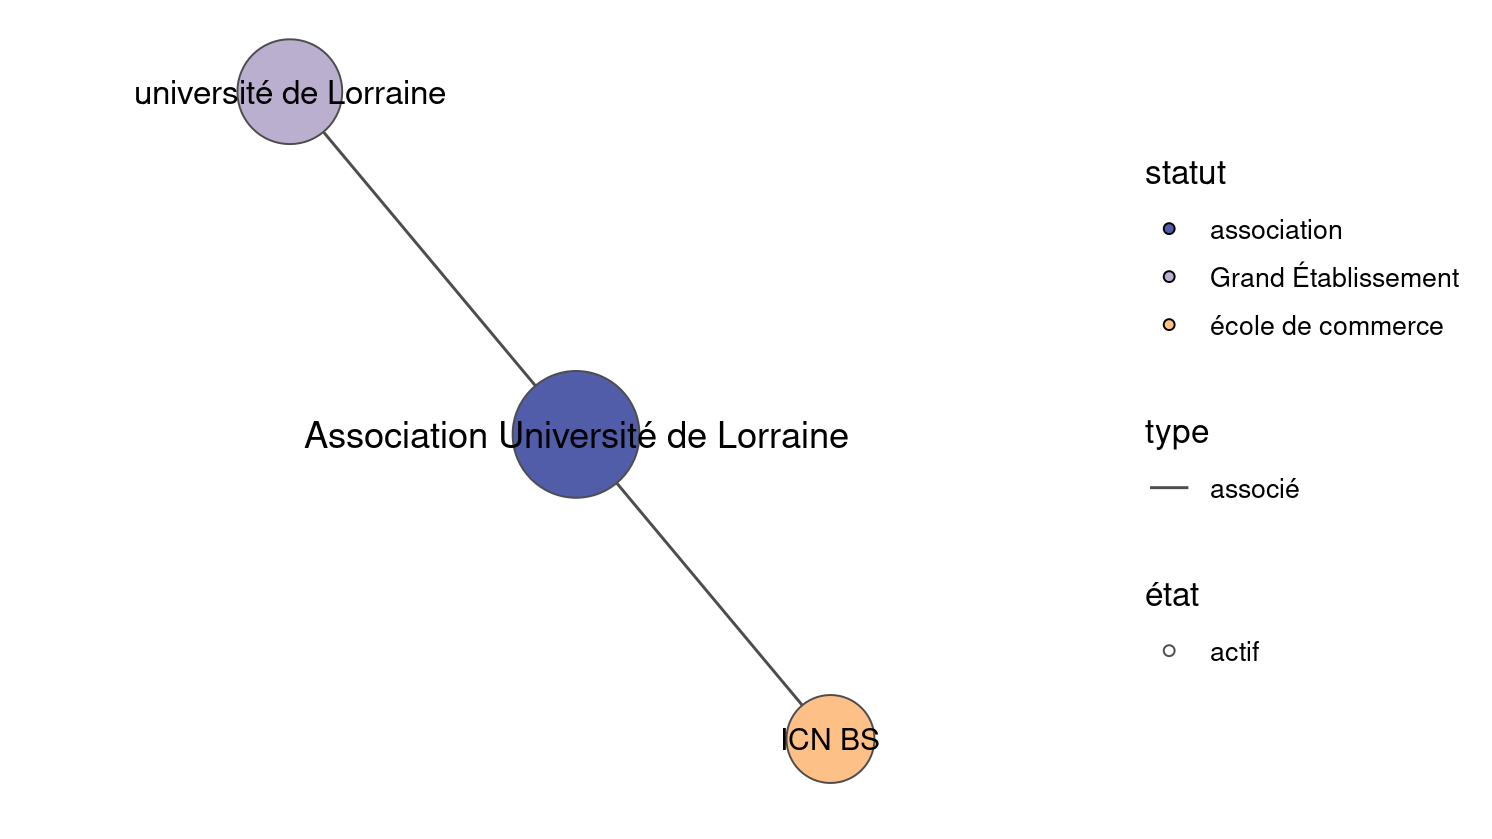 université de Lorraine
Association Université de Lorraine
ICN BS
statut
association
Grand Établissement
école de commerce
type
associé
état
actif